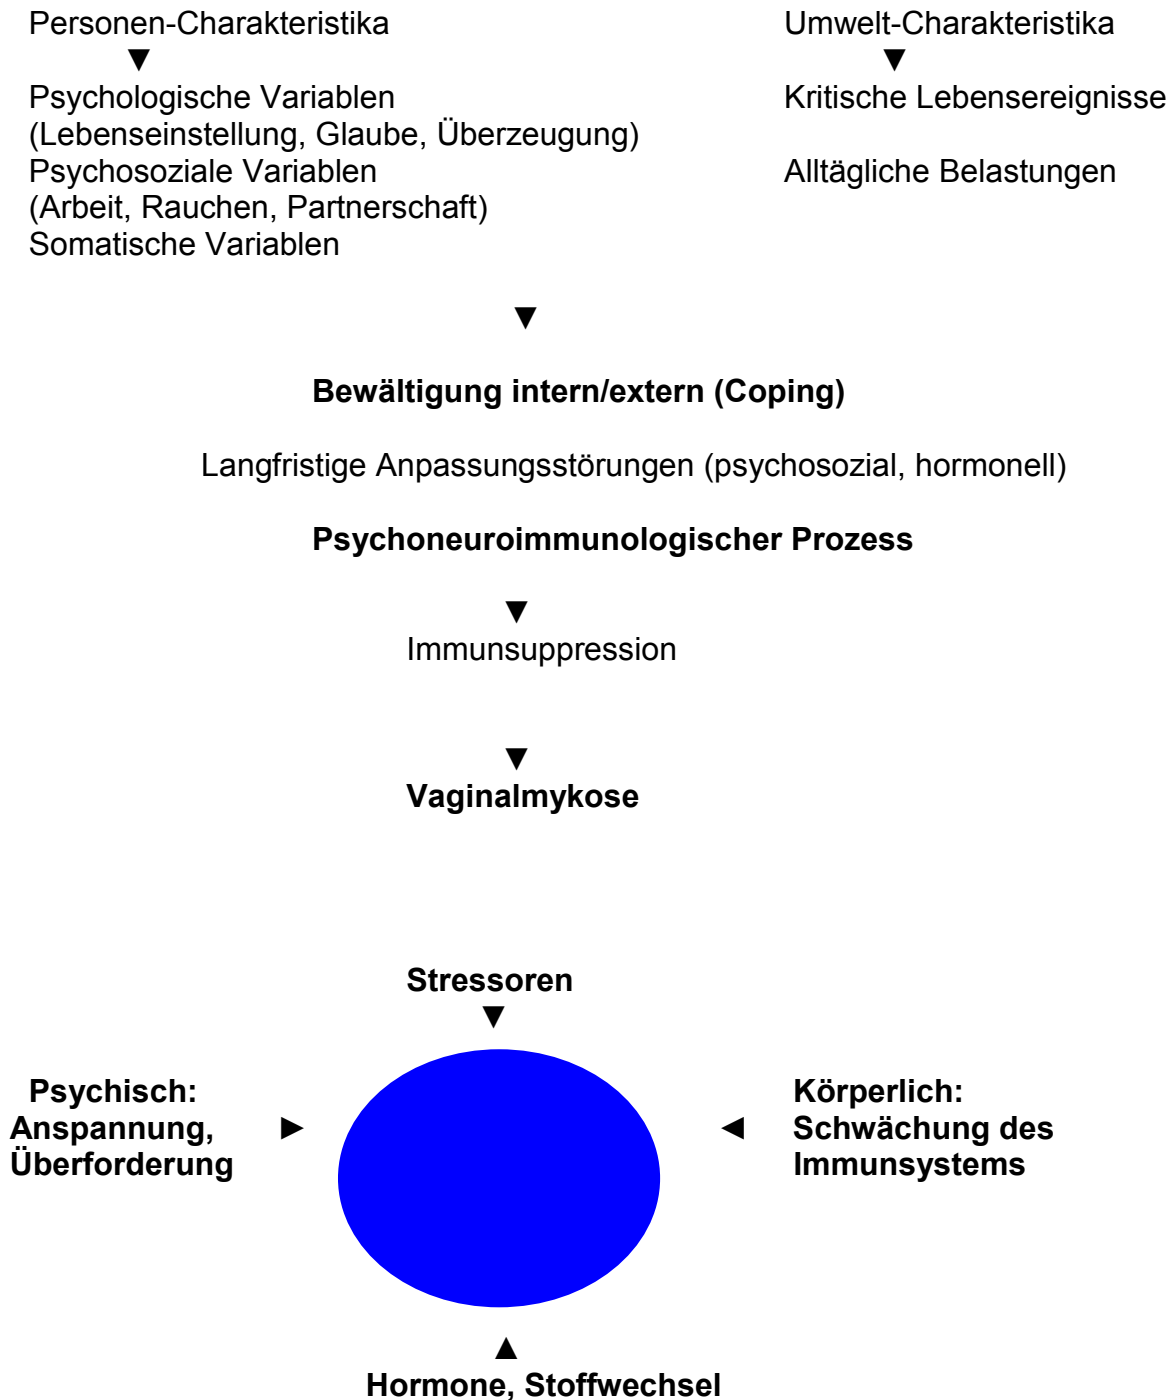 Personen-Charakteristika
Umwelt-Charakteristika
Psychologische Variablen
Kritische Lebensereignisse
(Lebenseinstellung, Glaube, Überzeugung)
Psychosoziale Variablen
Alltägliche Belastungen
(Arbeit, Rauchen, Partnerschaft)
Somatische Variablen
Bewältigung intern/extern (Coping)
Langfristige Anpassungsstörungen (psychosozial, hormonell)
Psychoneuroimmunologischer Prozess
Immunsuppression
Vaginalmykose
Stressoren
Psychisch:
Anspannung,
Überforderung
Körperlich:
Schwächung des
Immunsystems
Hormone, Stoffwechsel